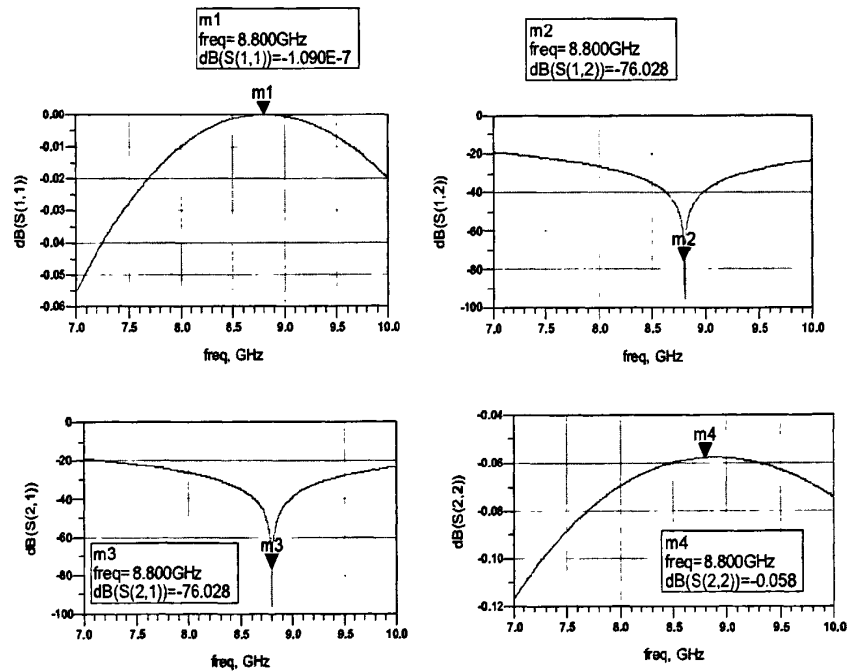 m1
freq=8.800GHz
dB(S(1,1))=-1.090E-7
m2
freq=8.800GHz
dB(S(1,2))=-76.028
m1
0.00
-0.01
-0.02
-0.03
-0.04
-0.05
-0.06
dB(S(1,1))
7.0 7.5 8.0 8.5 9.0 9.5 10.0
freq, GHz
m2
0
-20
-40
-60
-80
-100
dB(S(1,2))
7.0 7.5 8.0 8.5 9.0 9.5 10.0
freq, GHz
m3
0
-20
-40
-60
-80
-100
dB(S(2,1))
m3
freq=8.800GHz
dB(S(2,1))=-76.028
7.0 7.5 8.0 8.5 9.0 9.5 10.0
freq, GHz
m4
-0.04
-0.06
-0.08
-0.10
-0.12
dB(S(2,2))
m4
freq=8.800GHz
dB(S(2,2))=-0.058
7.0 7.5 8.0 8.5 9.0 9.5 10.0
freq, GHz